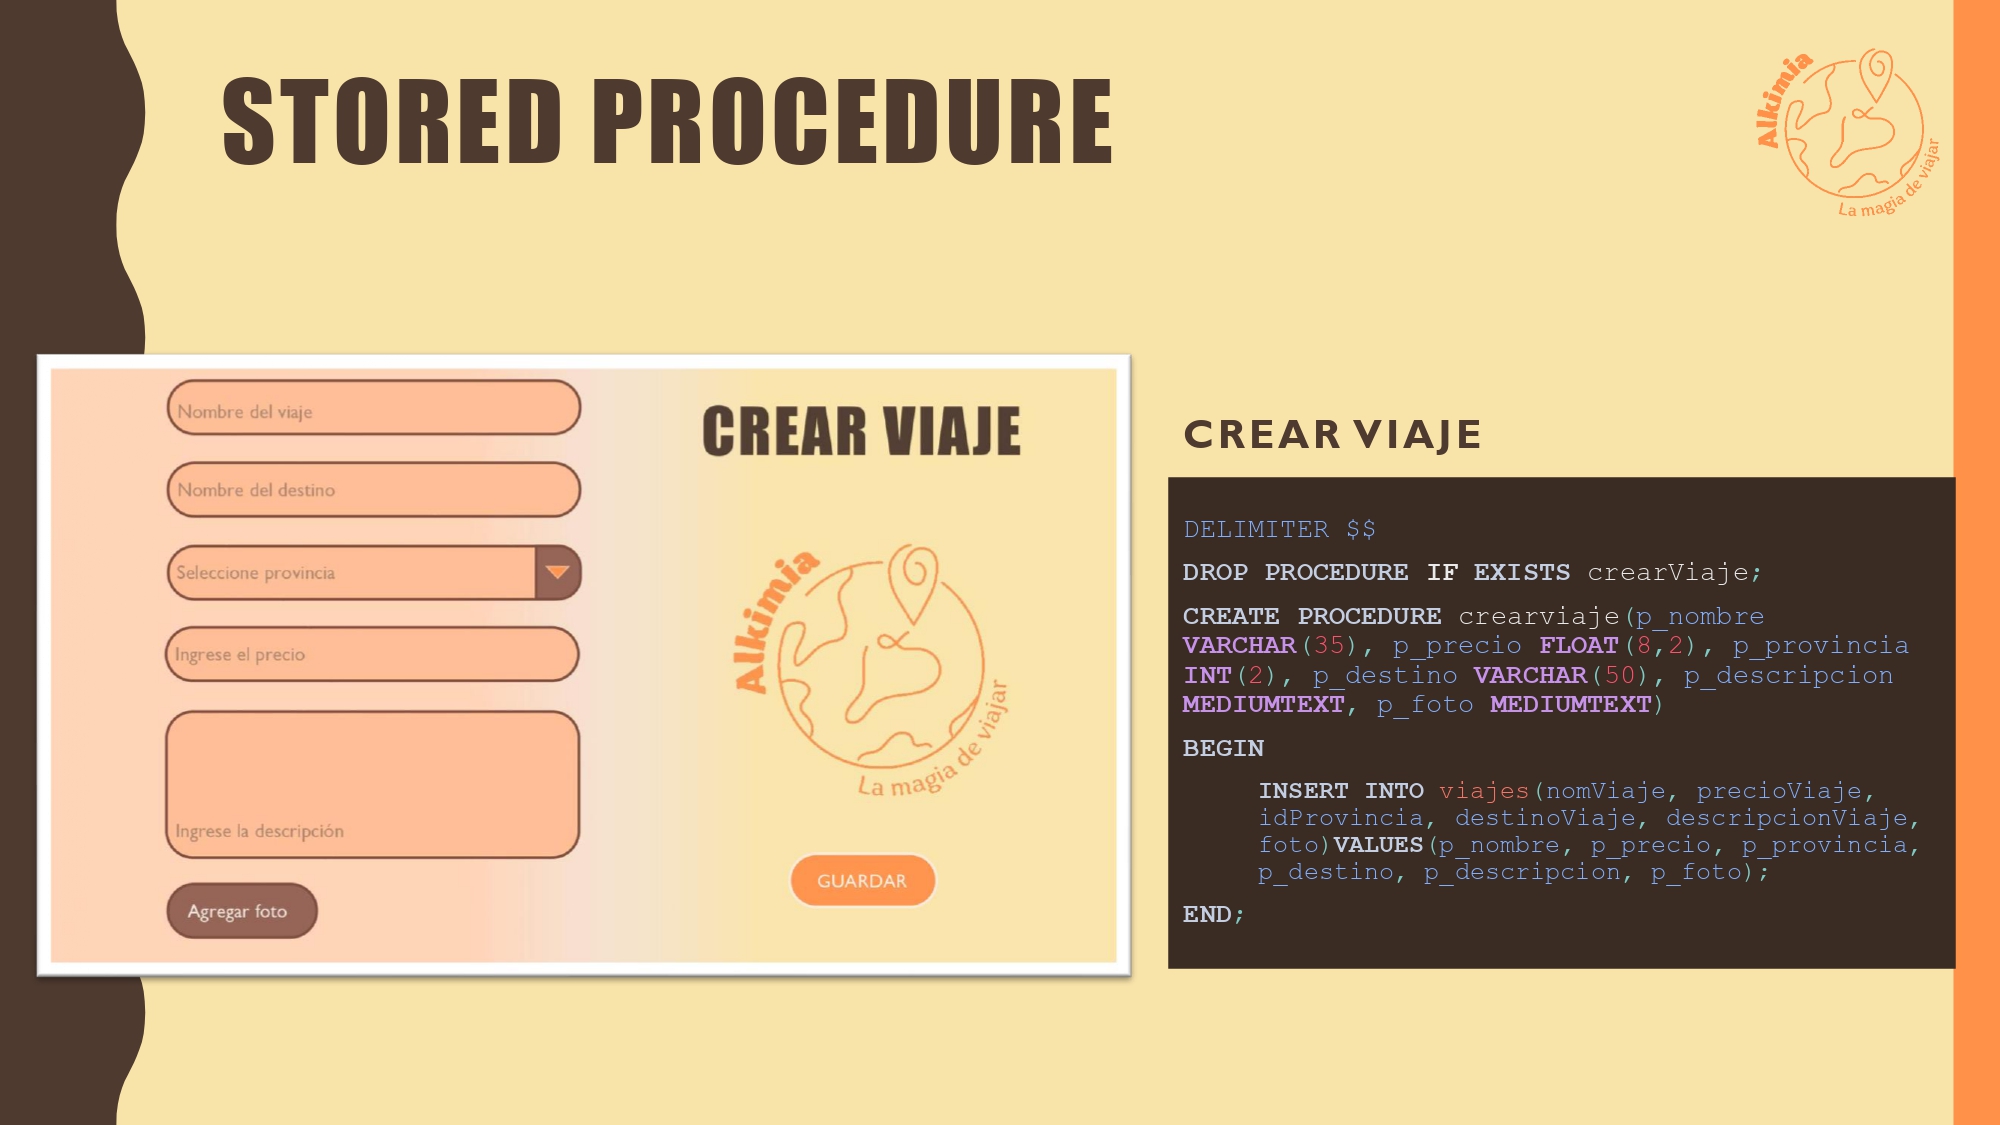 STORED PROCEDURE
Alkimia
La magia de viajar
Nombre del viaje
Nombre del destino
Seleccione provincia
Ingrese el precio
Ingrese la descripción
Agregar foto
CREAR VIAJE
Alkimia
La magia de viajar
GUARDAR
CREAR VIAJE
DELIMITER $$
DROP PROCEDURE IF EXISTS crearViaje;
CREATE PROCEDURE crearviaje(p_nombre
VARCHAR(35), p_precio FLOAT(8,2), p_provincia
INT(2), p_destino VARCHAR(50), p_descripcion
MEDIUMTEXT, p_foto MEDIUMTEXT)
BEGIN
INSERT INTO viajes(nomViaje, precioViaje,
idProvincia, destinoViaje, descripcionViaje,
foto)VALUES(p_nombre, p_precio, p_provincia,
p_destino, p_descripcion, p_foto);
END;